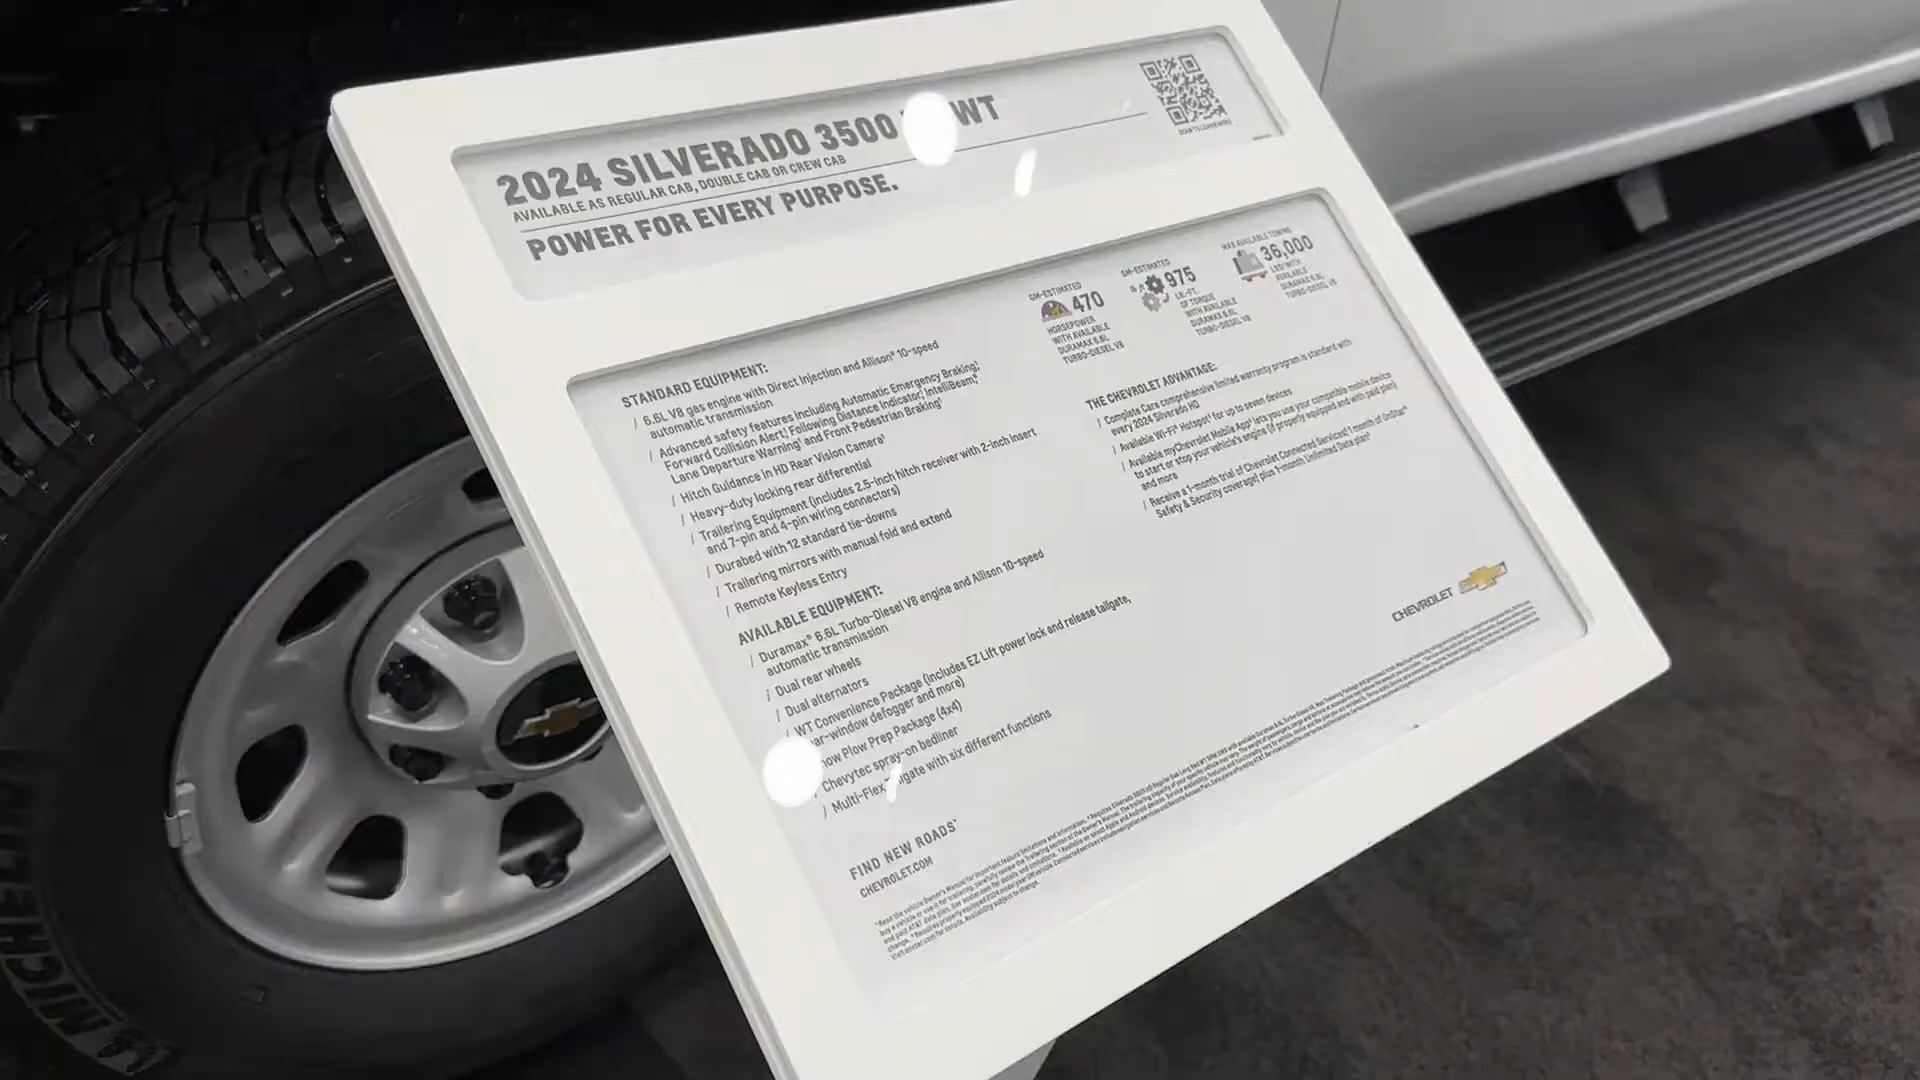 2024 SILVERADO 3500 WT
AVAILABLE AS REGULAR CAB, DOUBLE CAB OR CREW CAB
POWER FOR EVERY PURPOSE.
GM-ESTIMATED
470
HORSEPOWER
WITH AVAILABLE
DURAMAX 6.6L
TURBO-DIESEL V8
GM-ESTIMATED
975
LB.-FT.
OF TORQUE
WITH AVAILABLE
DURAMAX 6.6L
TURBO-DIESEL V8
MAX AVAILABLE TOWING
36,000
LBS WITH
AVAILABLE
DURAMAX 6.6L
TURBO-DIESEL V8
STANDARD EQUIPMENT:
/ 6.6L V8 gas engine with Direct Injection and Allison® 10-speed
automatic transmission
/ Advanced safety features including Automatic Emergency Braking,
Forward Collision Alert, Following Distance Indicator, IntelliBeam,
Lane Departure Warning and Front Pedestrian Braking
/ Hitch Guidance in HD Rear Vision Camera
/ Heavy-duty locking rear differential
/ Trailering Equipment (includes 2.5-inch hitch receiver with 2-inch insert
and 7-pin and 4-pin wiring connectors)
/ Durabed with 12 standard tie-downs
/ Trailering mirrors with manual fold and extend
/ Remote Keyless Entry
AVAILABLE EQUIPMENT:
/ Duramax® 6.6L Turbo-Diesel V8 engine and Allison 10-speed
automatic transmission
/ Dual rear wheels
/ Dual alternators
/ WT Convenience Package (includes EZ Lift power lock and release tailgate,
defogger and more)
Plow Prep Package (4x4)
Chevytec spray-on bedliner
/ Multi-Flex with six different functions
THE CHEVROLET ADVANTAGE:
/ Complete Care comprehensive limited warranty program is standard with
every 2024 Silverado HD
/ Available Wi-Fi® Hotspot for up to seven devices
/ Available myChevrolet Mobile App lets you use your compatible mobile device
to start or stop your vehicle's engine (if properly equipped and with paid plan)
and more
/ Receive a 1-month trial of Chevrolet Connected Services, 1 month of OnStar®
Safety & Security coverage plus 1-month Unlimited Data plan
CHEVROLET
FIND NEW ROADS™
CHEVROLET.COM
MICHELIN